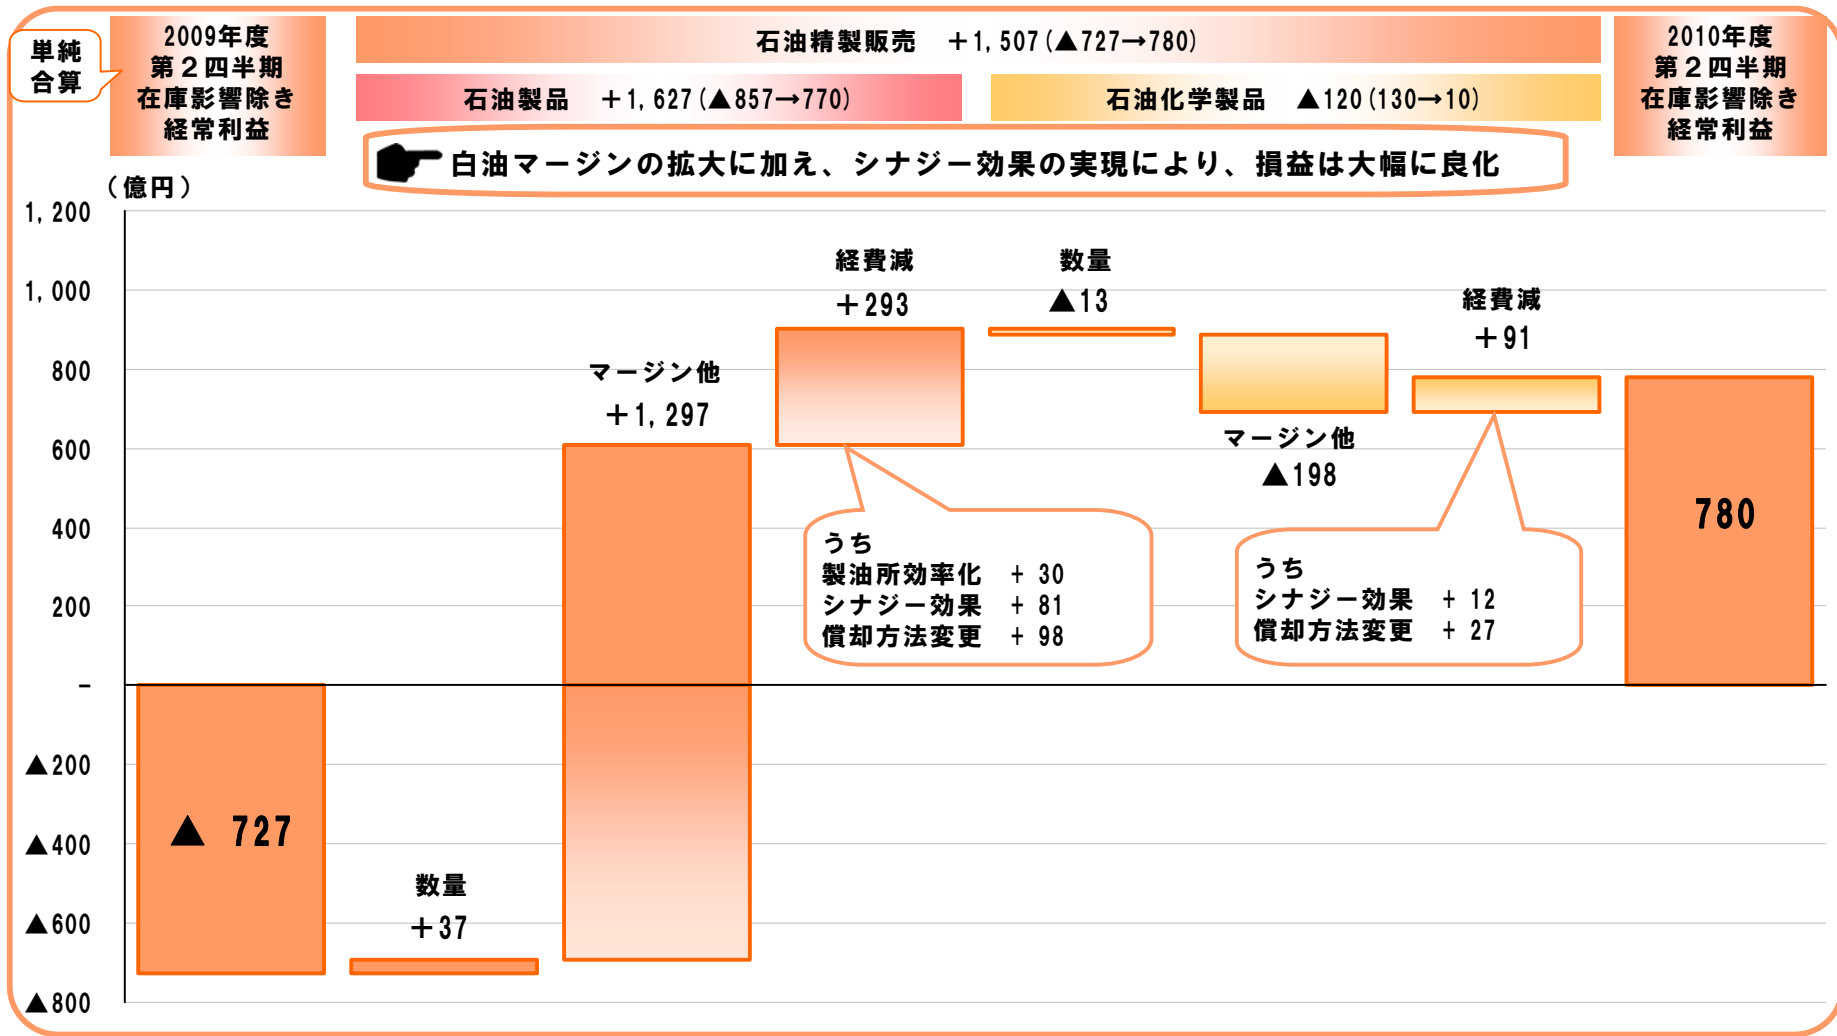 単純
合算
2009年度
第2四半期
在庫影響除き
経常利益
石油精製販売 +1,507(▲727→780)
石油製品 +1,627(▲857→770)
石油化学製品 ▲120(130→10)
2010年度
第2四半期
在庫影響除き
経常利益
白油マージンの拡大に加え、シナジー効果の実現により、損益は大幅に良化
(億円)
1,200
1,000
800
600
400
200
-
▲200
▲400
▲600
▲800
▲ 727
数量
+37
マージン他
+1,297
経費減
+293
うち
製油所効率化 + 30
シナジー効果 + 81
償却方法変更 + 98
数量
▲13
マージン他
▲198
経費減
+91
うち
シナジー効果 + 12
償却方法変更 + 27
780